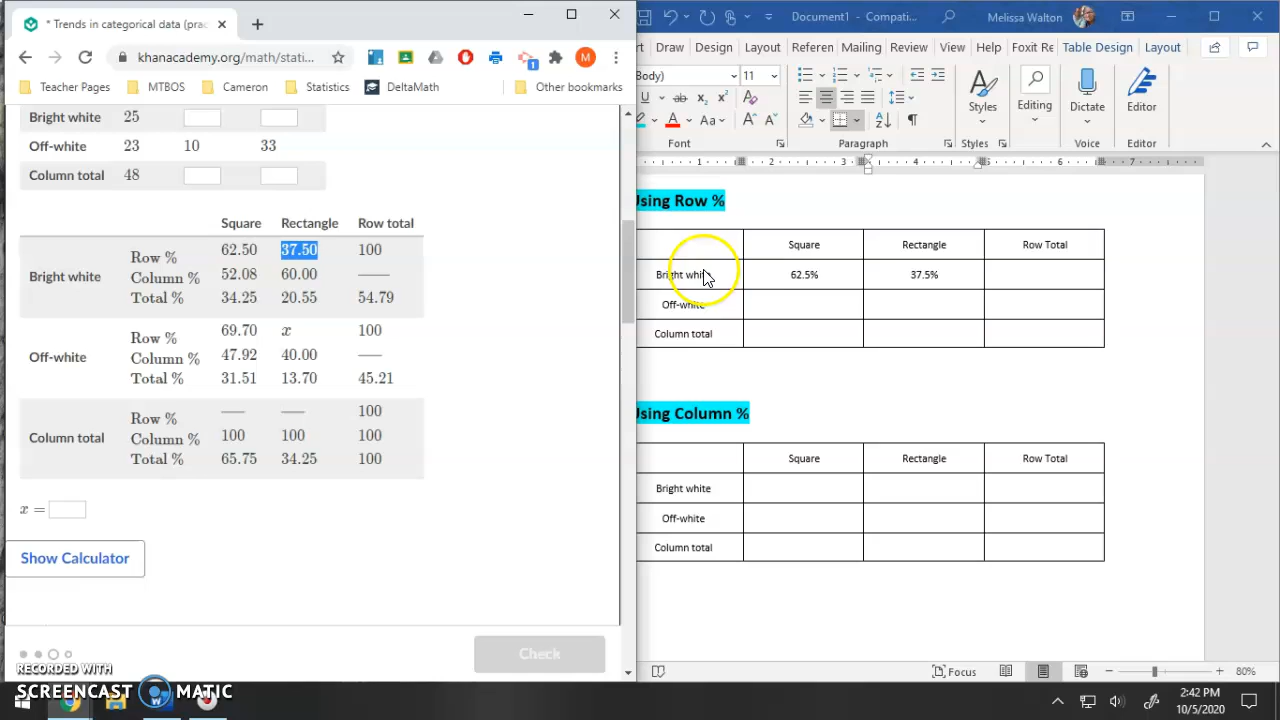 * Trends in categorical data (prac
khanacademy.org/math/stati...
M
Teacher Pages MTBOS Cameron Statistics DeltaMath Other bookmarks
Bright white 25
Off-white 23 10 33
Column total 48
Square Rectangle Row total
Bright white
Row % 62.50 37.50 100
Column % 52.08 60.00 —
Total % 34.25 20.55 54.79
Off-white
Row % 69.70 x 100
Column % 47.92 40.00 —
Total % 31.51 13.70 45.21
Column total
Row % — — 100
Column % 100 100 100
Total % 65.75 34.25 100
x =
Show Calculator
Check
RECORDED WITH
SCREENCAST MATIC
Document1 - Compati... Melissa Walton
Draw Design Layout Referen Mailing Review View Help Foxit Re Table Design Layout
Body) 11
Aa
Styles Editing Dictate Editor
Font Paragraph Styles Voice Editor
1 2 3 4 5 6 7
Using Row %
Square Rectangle Row Total
Bright white 62.5% 37.5%
Off-white
Column total
Using Column %
Square Rectangle Row Total
Bright white
Off-white
Column total
Focus 80%
2:42 PM
10/5/2020